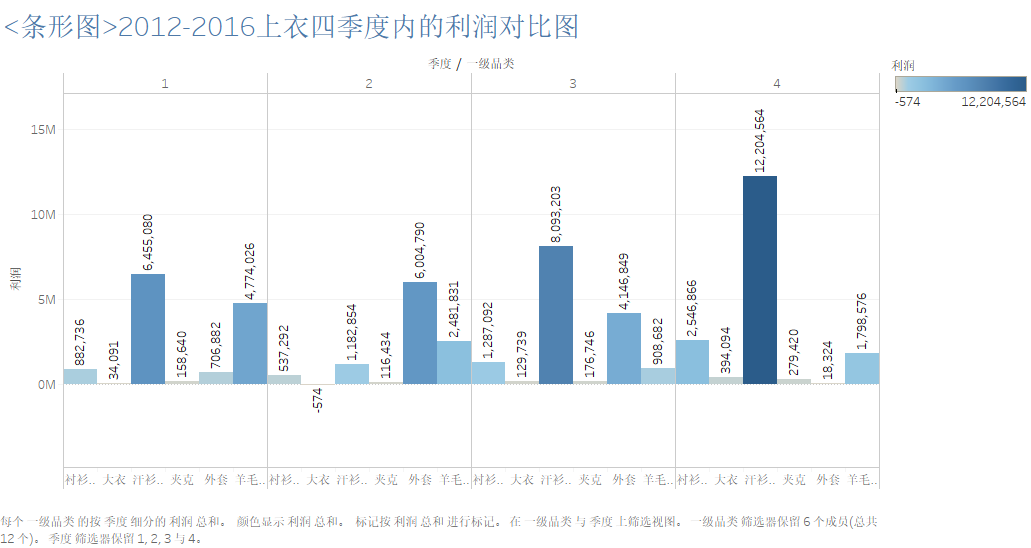 <条形图>2012-2016上衣四季度内的利润对比图
季度 / 一级品类
利润
-574 12,204,564
1 2 3 4
15M
10M
5M
0M
利润
882,736 34,091 6,455,080 158,640 706,882 4,774,026 537,292 -574 1,182,854 116,434 6,004,790 2,481,831 1,287,092 129,739 8,093,203 176,746 4,146,849 908,682 2,546,866 394,094 12,204,564 279,420 18,324 1,798,576
衬衫.. 大衣 汗衫.. 夹克 外套 羊毛.. 衬衫.. 大衣 汗衫.. 夹克 外套 羊毛.. 衬衫.. 大衣 汗衫.. 夹克 外套 羊毛.. 衬衫.. 大衣 汗衫.. 夹克 外套 羊毛..
每个 一级品类 的按 季度 细分的 利润 总和。 颜色显示 利润 总和。 标记按 利润 总和 进行标记。 在 一级品类 与 季度 上筛选视图。 一级品类 筛选器保留 6 个成员(总共
12 个)。 季度 筛选器保留 1, 2, 3 与 4。